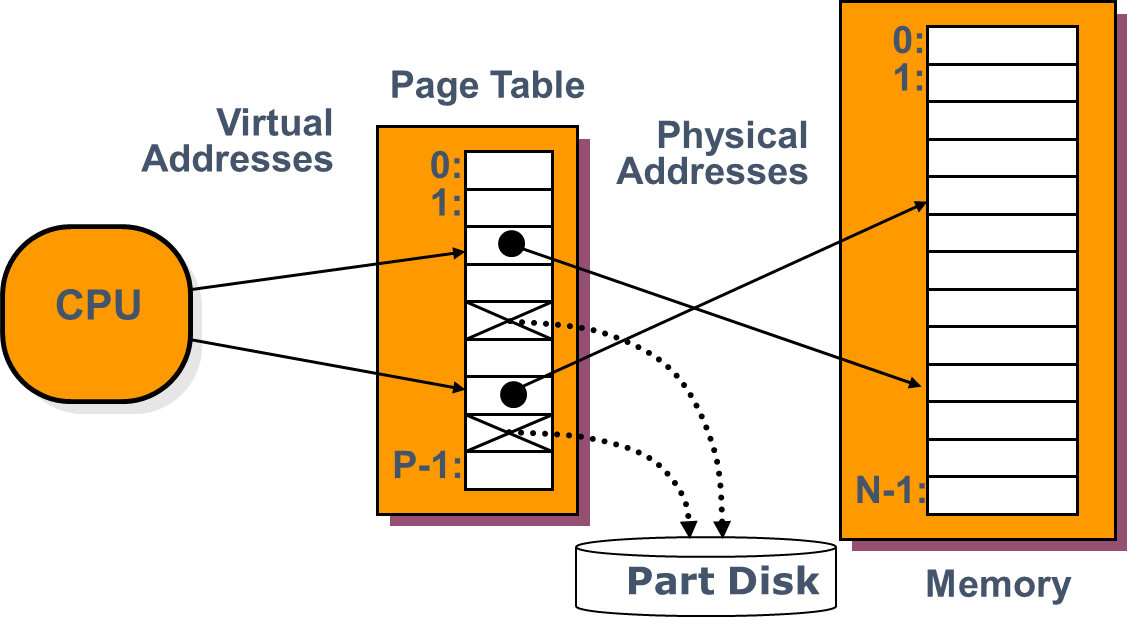 Page Table
Virtual
Addresses
Physical
Addresses
CPU
0:
1:
P-1:
0:
1:
N-1:
Part Disk
Memory